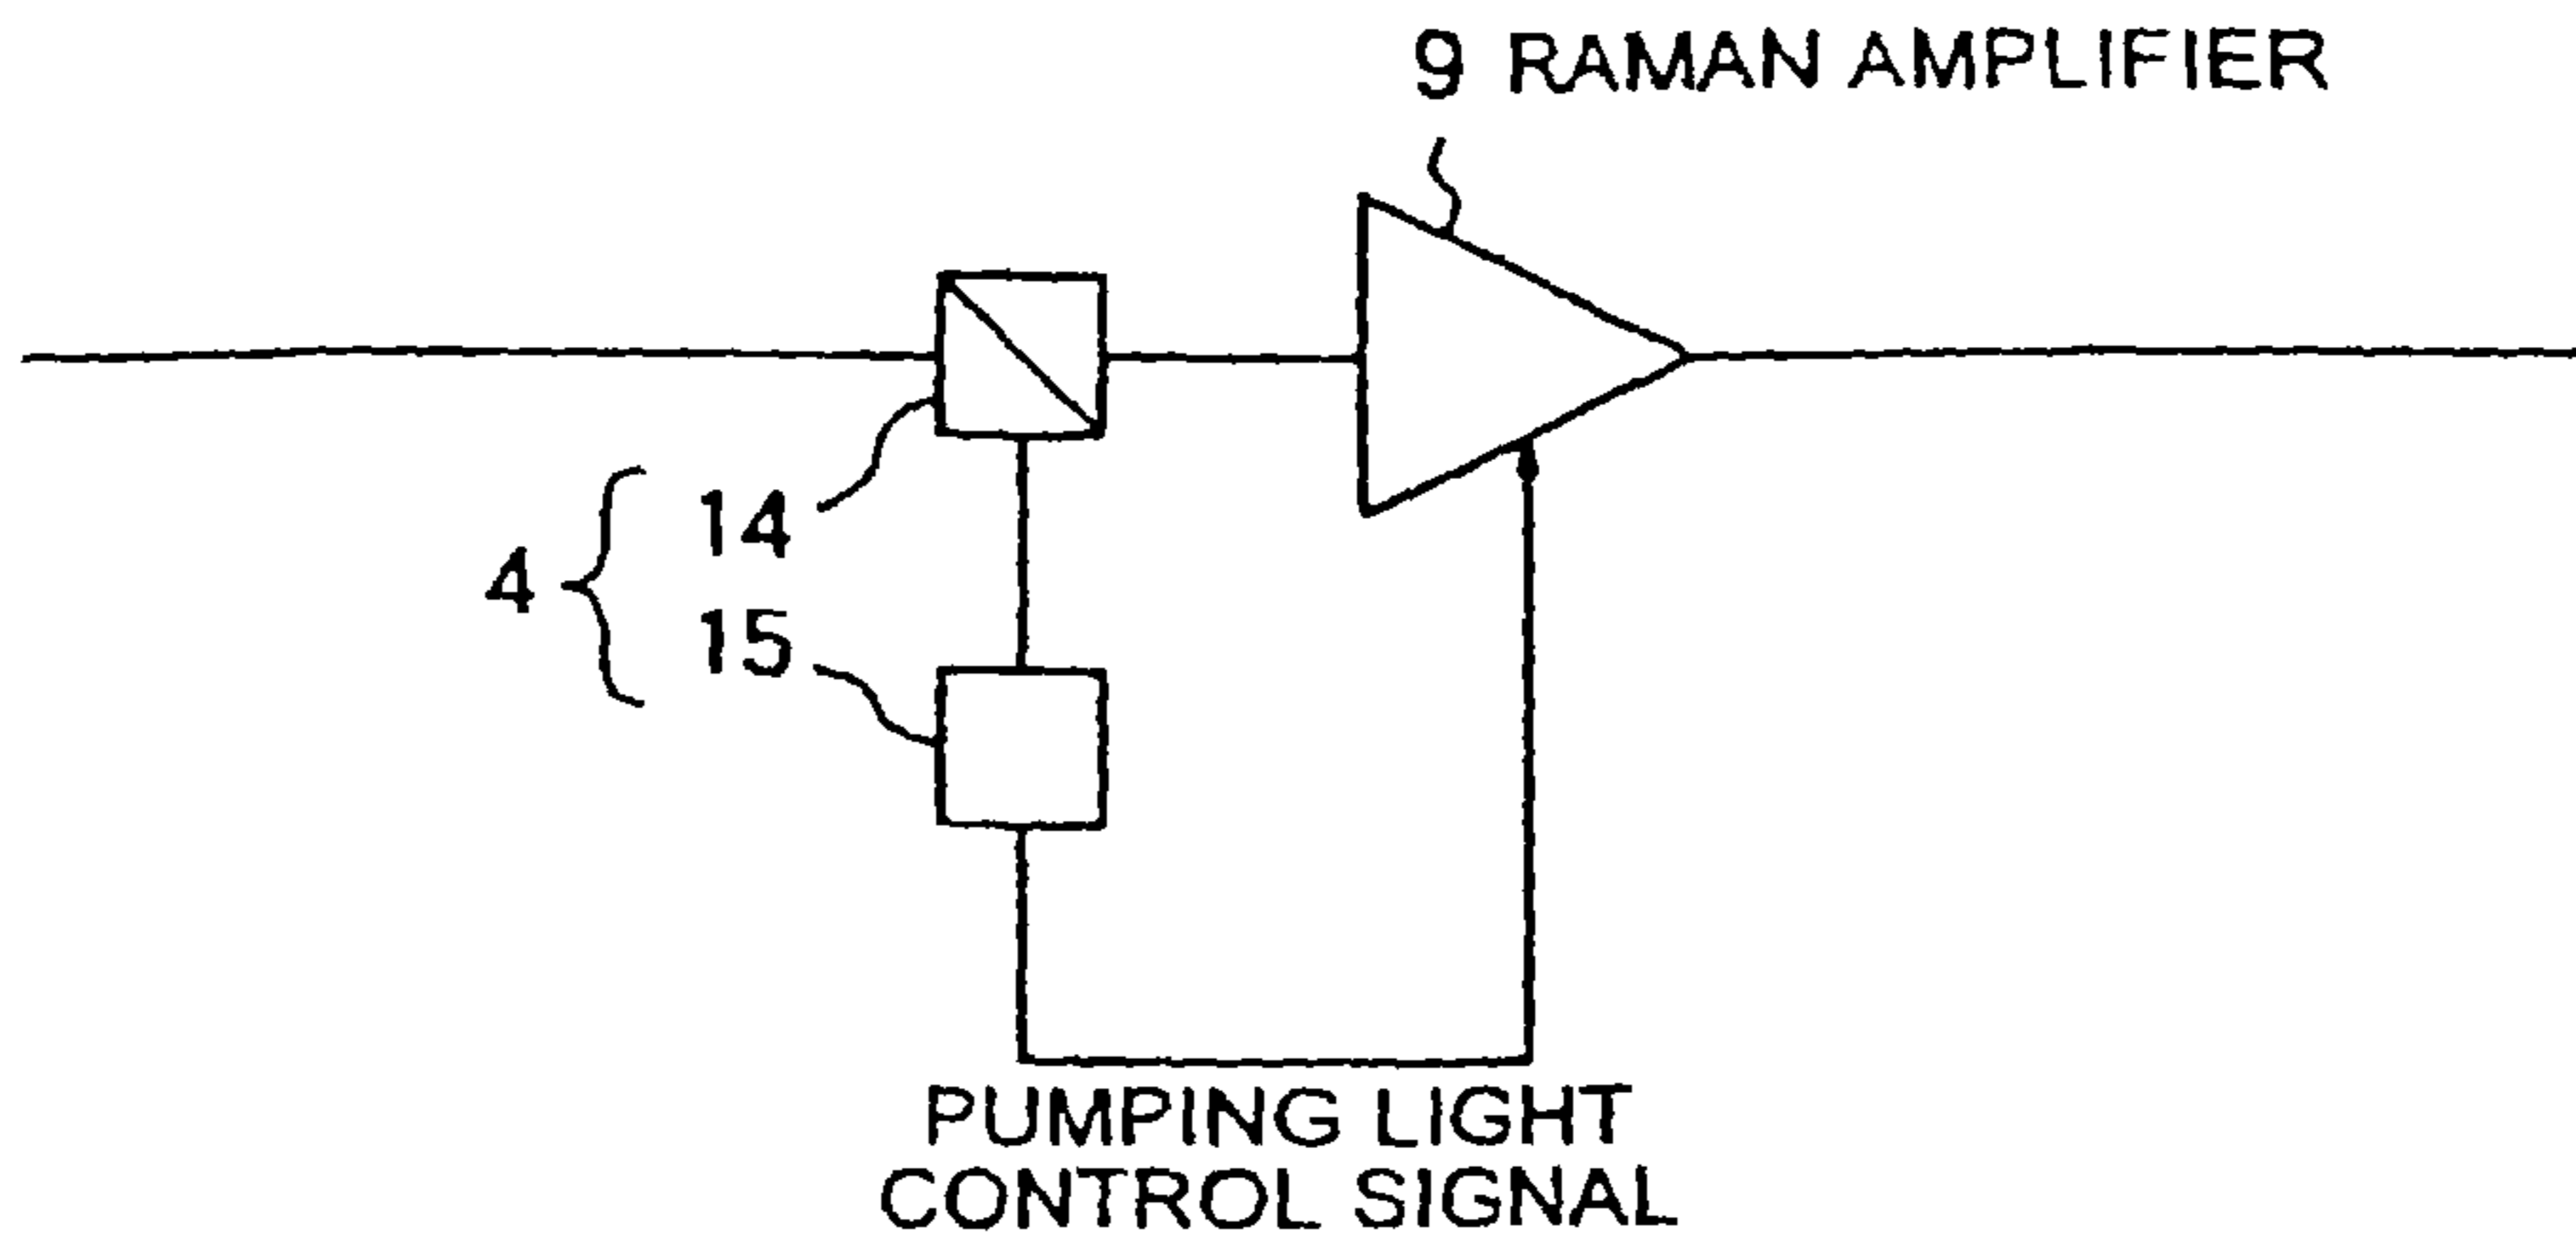 9 RAMAN AMPLIFIER
14
4
15
PUMPING LIGHT
CONTROL SIGNAL